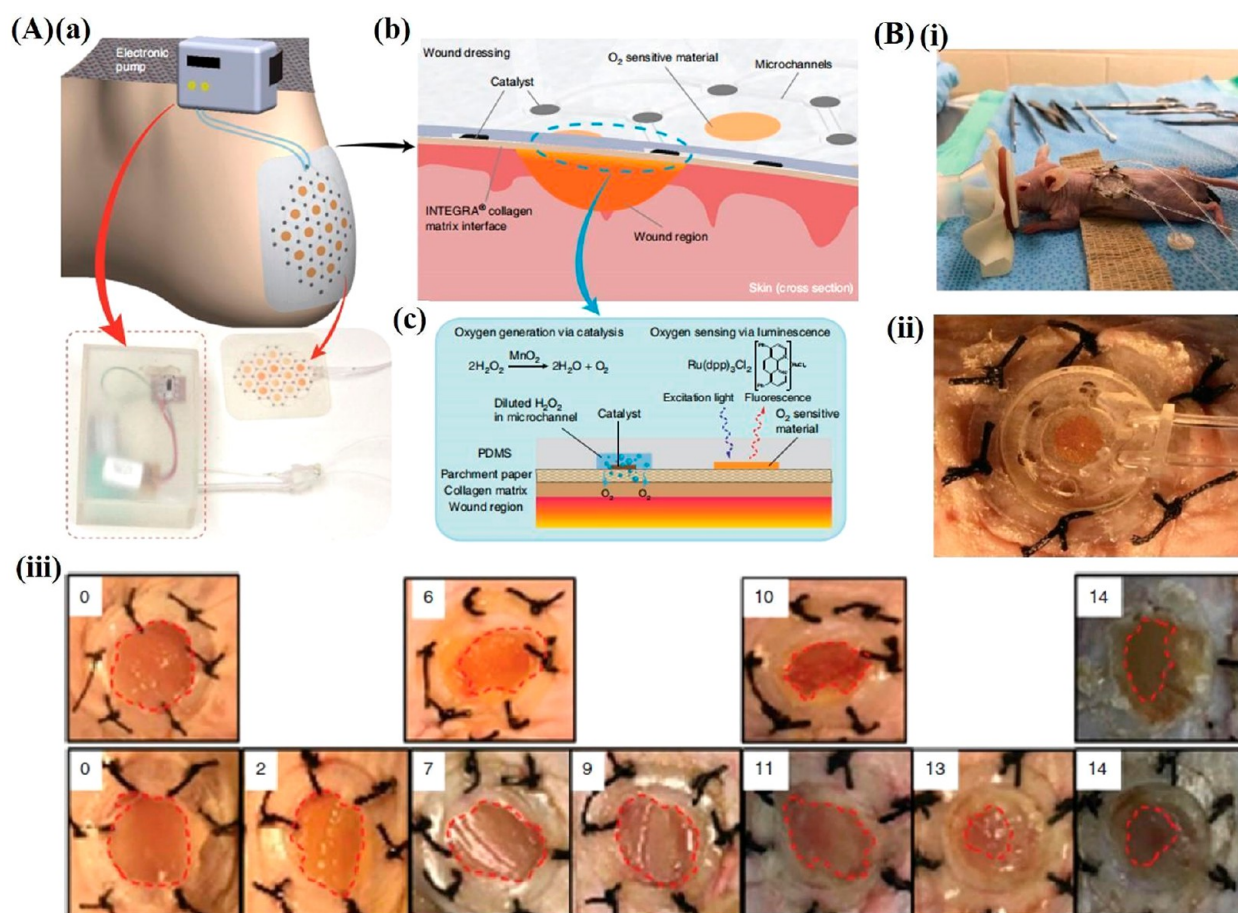 (A)(a)
Electronic
pump
(b)
Wound dressing
O₂ sensitive material
Microchannels
Catalyst
INTEGRA® collagen
matrix interface
Wound region
Skin (cross section)
(c)
Oxygen generation via catalysis
Oxygen sensing via luminescence
MnO₂
2H₂O₂ → 2H₂O + O₂
Ru(dpp)₃Cl₂
Excitation light
Fluorescence
Diluted H₂O₂
in microchannel
Catalyst
O₂ sensitive
material
PDMS
Parchment paper
Collagen matrix
Wound region
O₂ O₂
(B)(i)
(ii)
(iii)
0 6 10 14
0 2 7 9 11 13 14